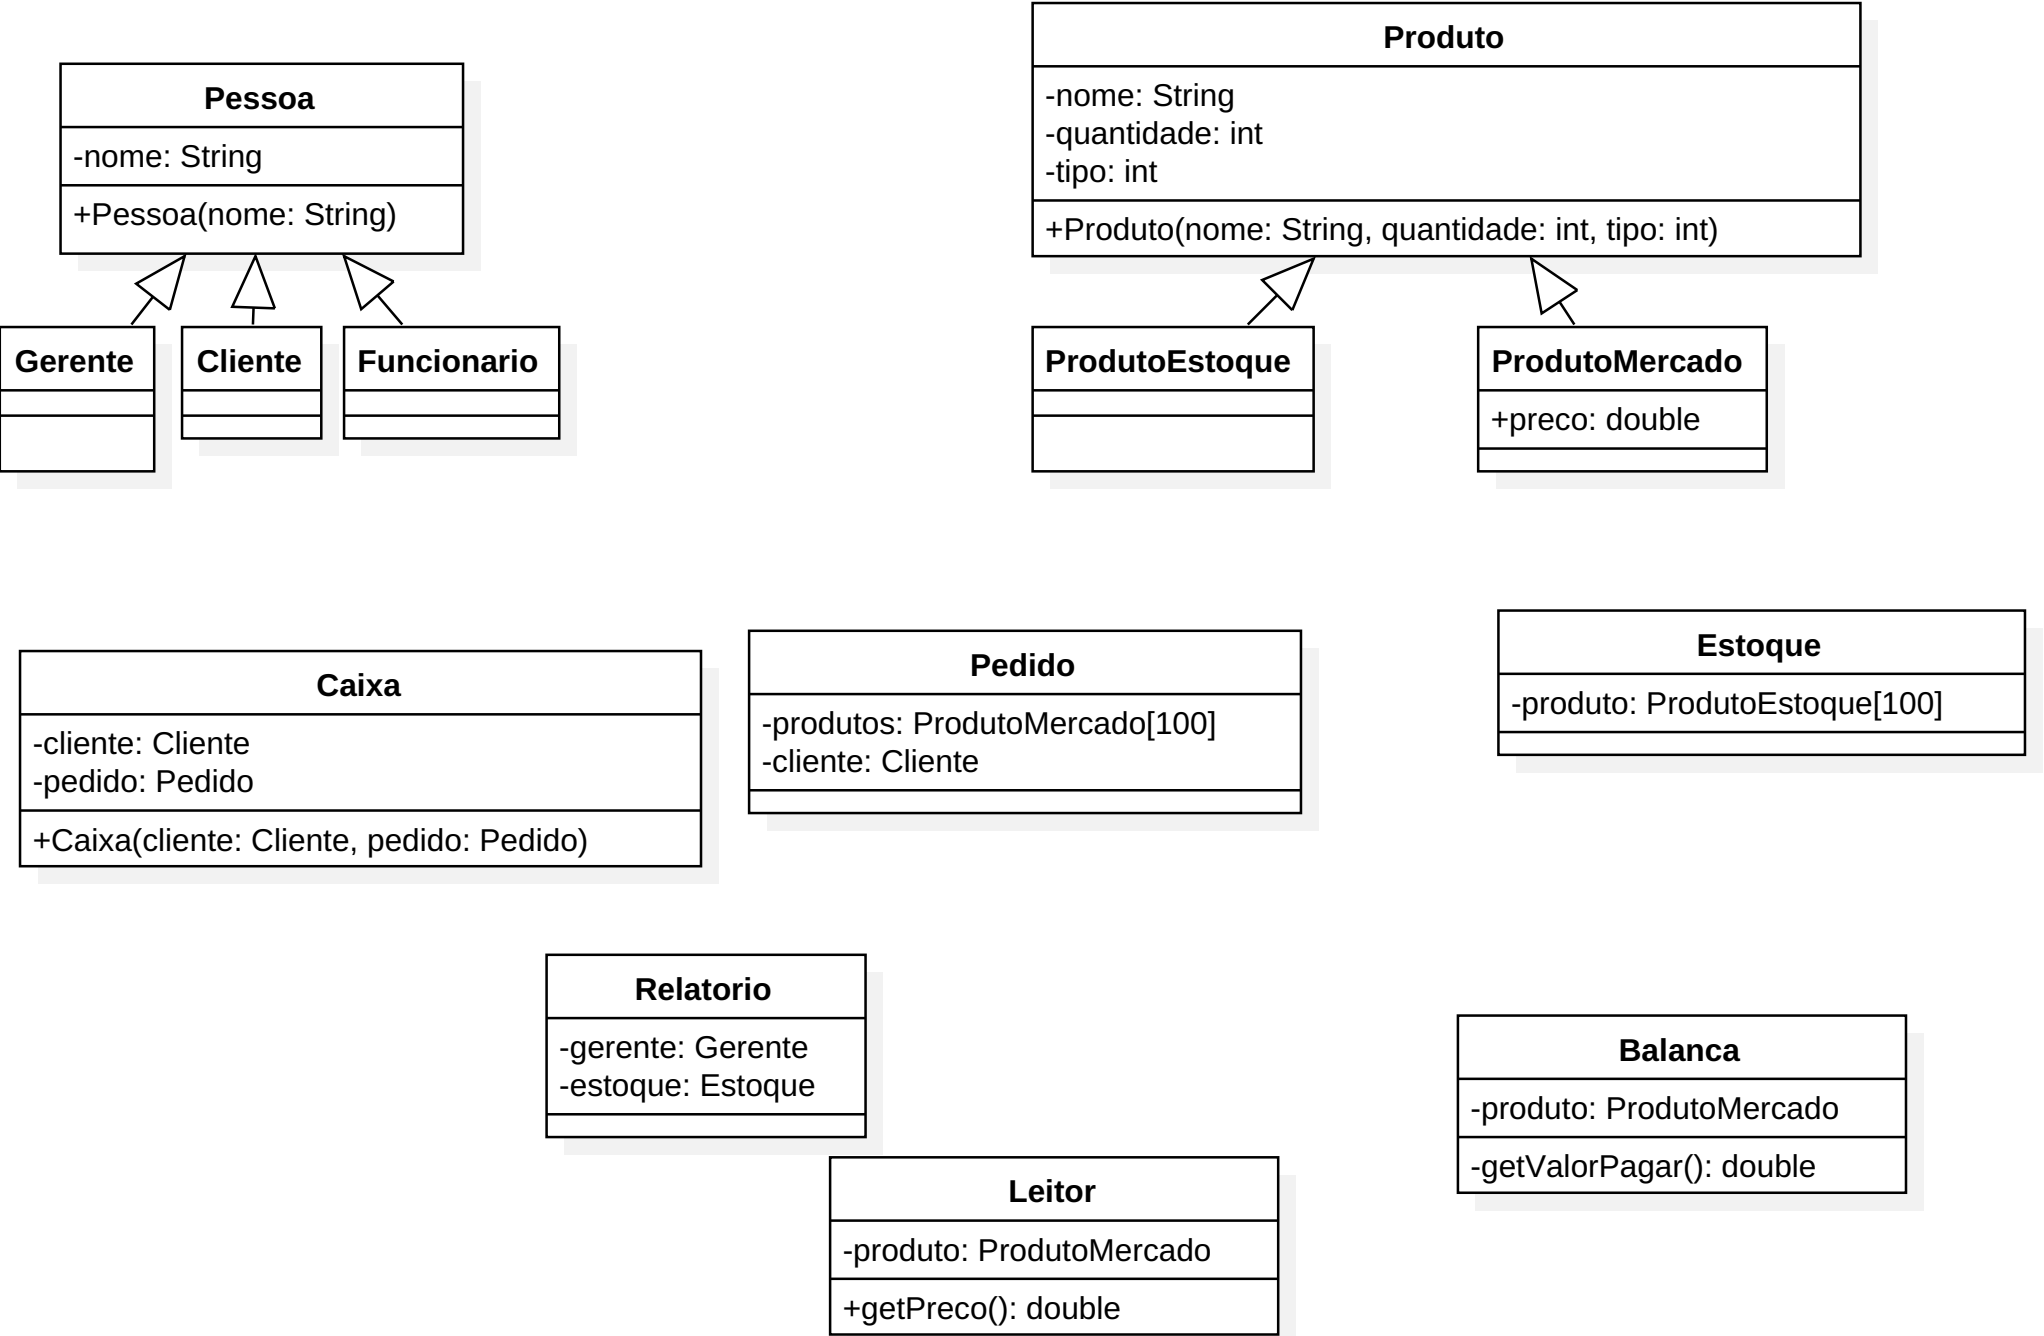 Pessoa
-nome: String
+Pessoa(nome: String)
Gerente
Cliente
Funcionario
Produto
-nome: String
-quantidade: int
-tipo: int
+Produto(nome: String, quantidade: int, tipo: int)
ProdutoEstoque
ProdutoMercado
+preco: double
Caixa
-cliente: Cliente
-pedido: Pedido
+Caixa(cliente: Cliente, pedido: Pedido)
Pedido
-produtos: ProdutoMercado[100]
-cliente: Cliente
Estoque
-produto: ProdutoEstoque[100]
Relatorio
-gerente: Gerente
-estoque: Estoque
Leitor
-produto: ProdutoMercado
+getPreco(): double
Balanca
-produto: ProdutoMercado
-getValorPagar(): double